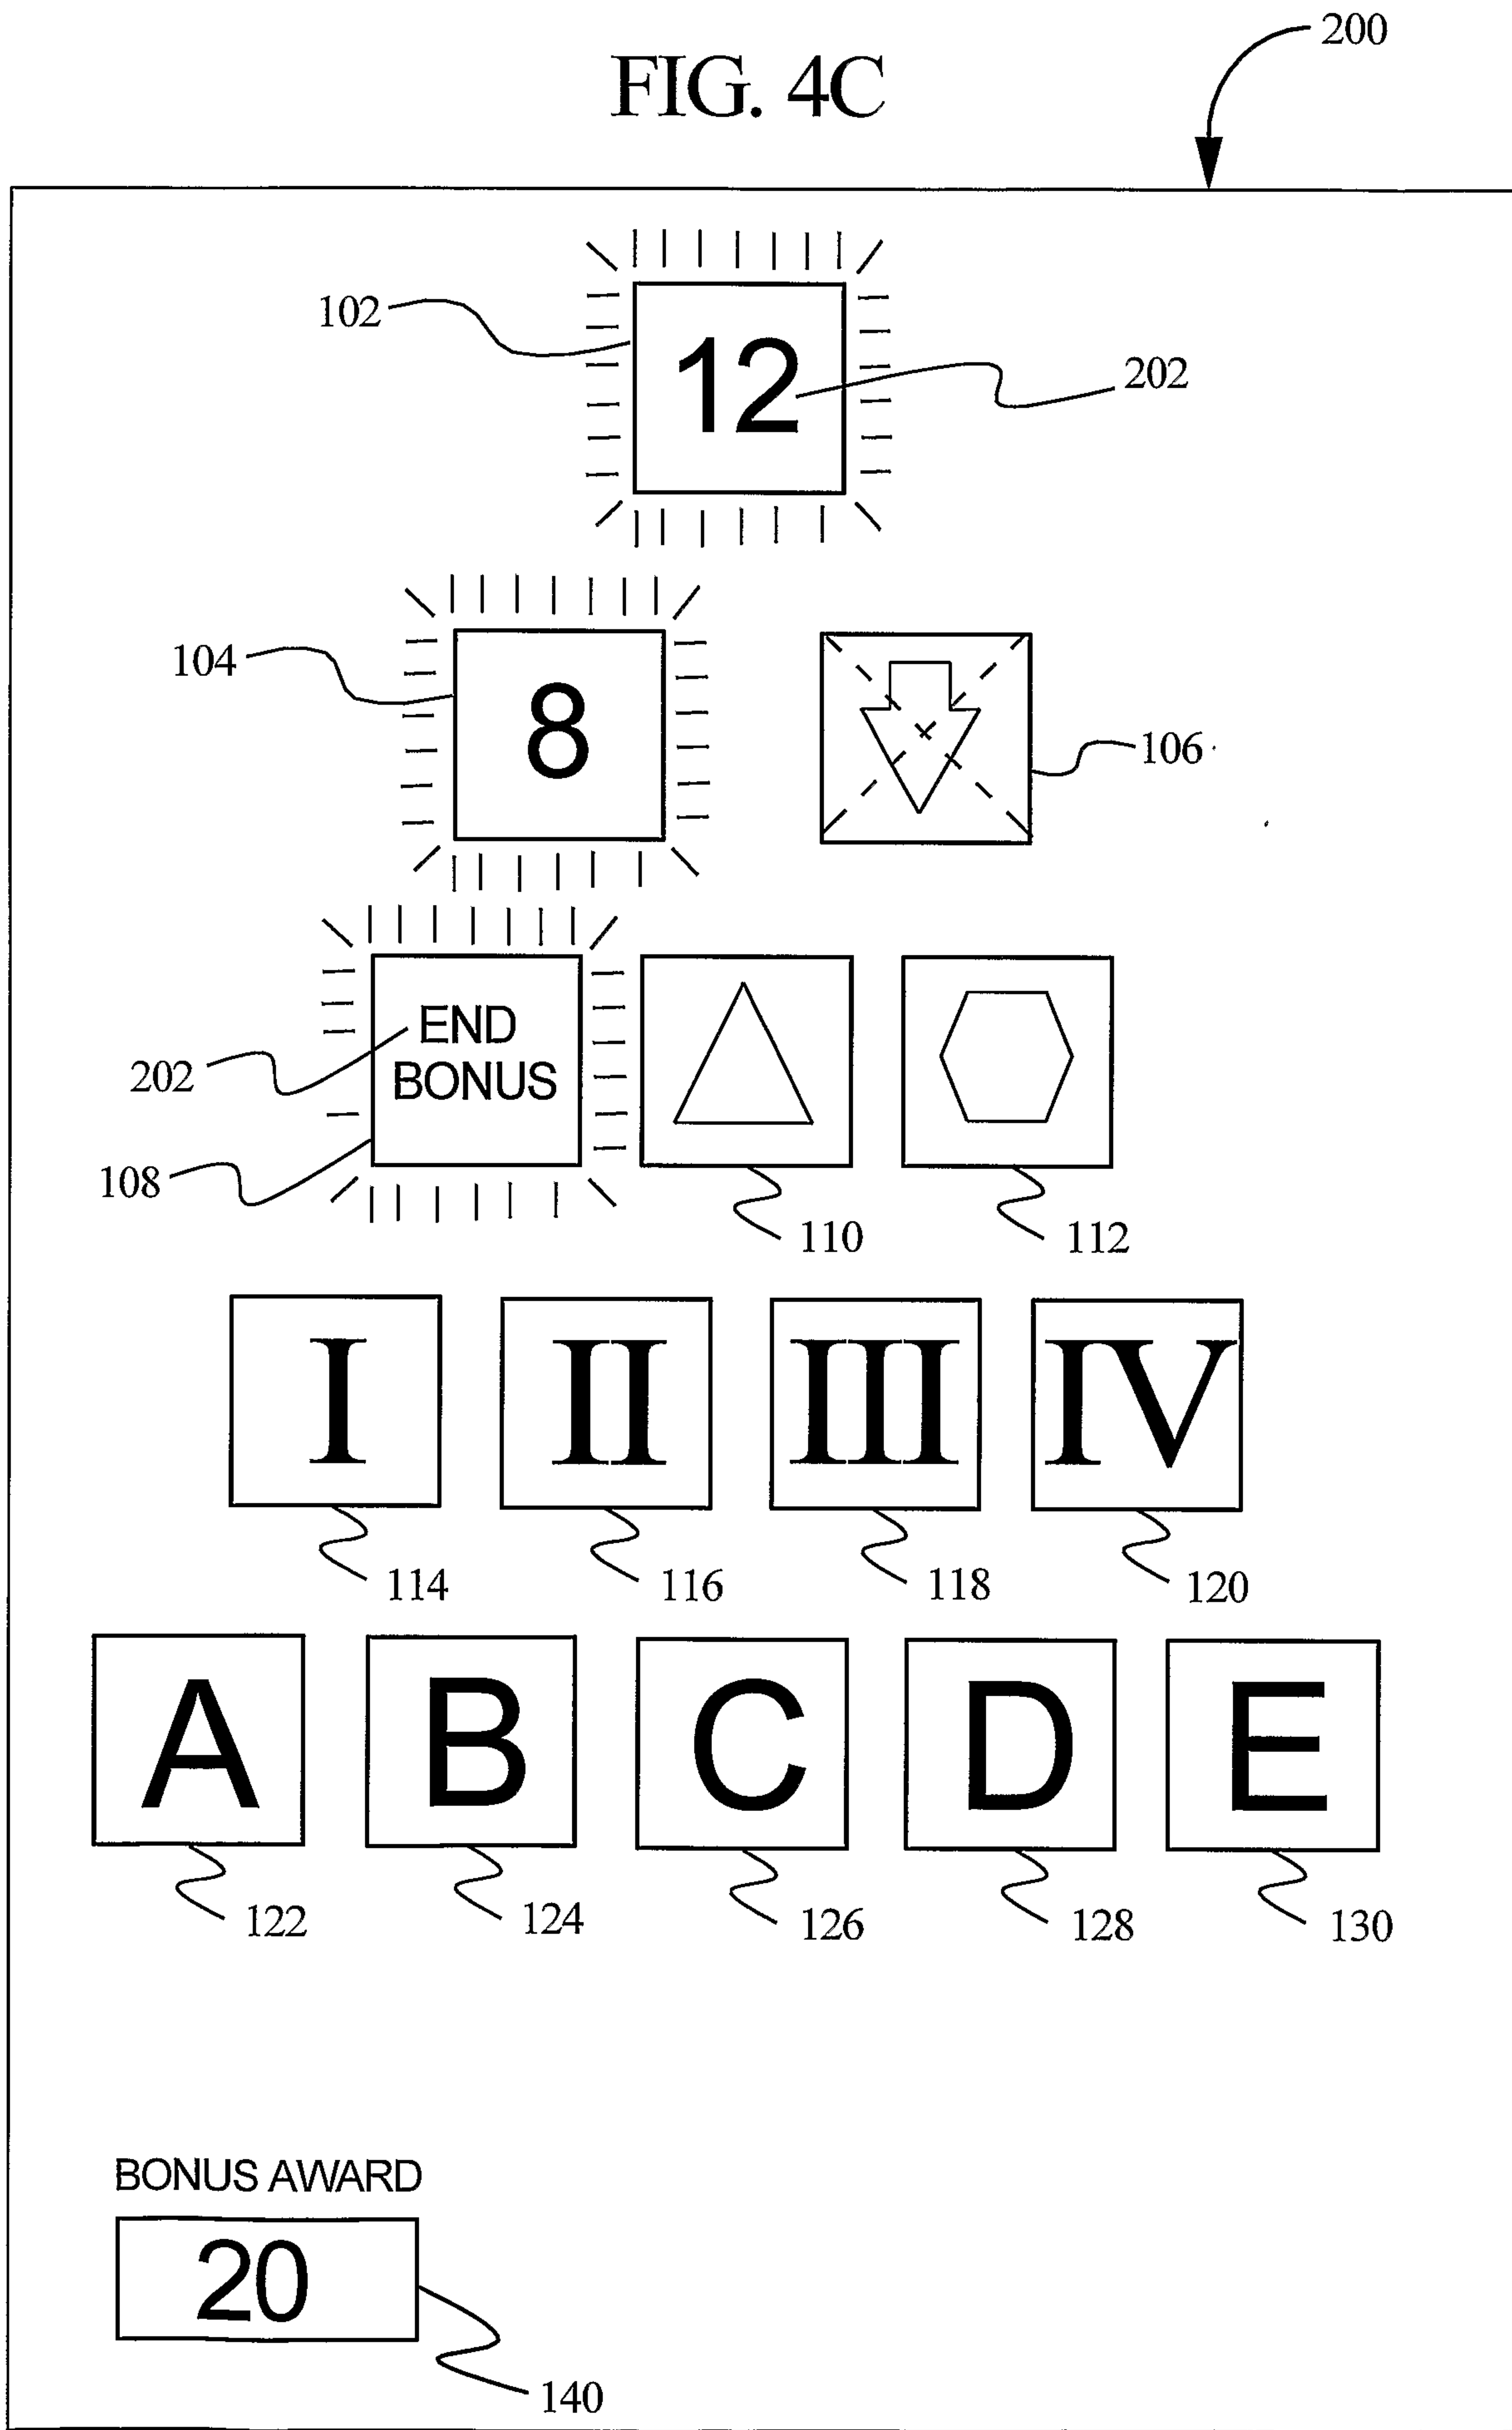 200
FIG. 4C
102
12
202
104
8
106
END
BONUS
202
108
110
112
I
II
III
IV
114
116
118
120
A
B
C
D
E
122
124
126
128
130
BONUS AWARD
20
140